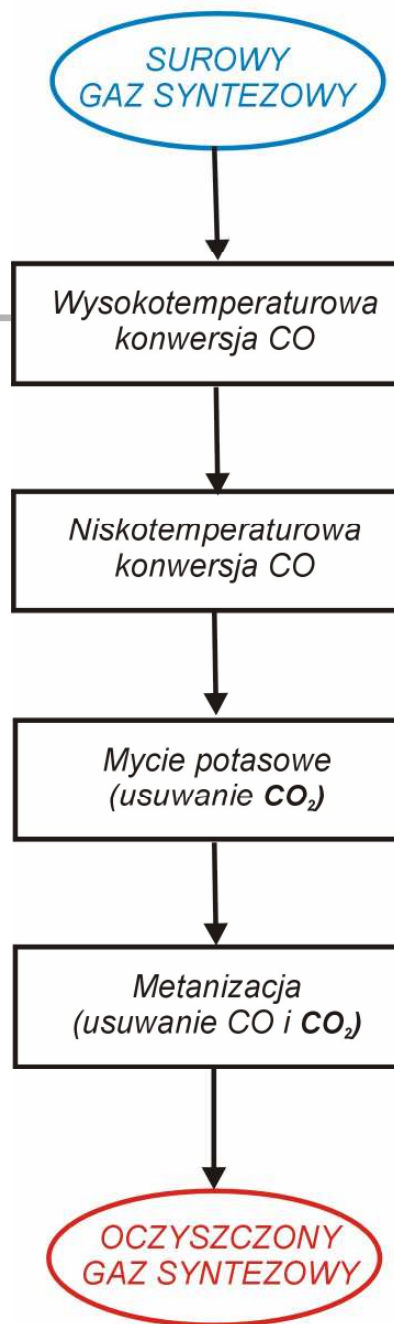 SUROWY
GAZ SYNTEZOWY
Wysokotemperaturowa
konwersja CO
Niskotemperaturowa
konwersja CO
Mycie potasowe
(usuwanie CO₂)
Metanizacja
(usuwanie CO i CO₂)
OCZYSZCZONY
GAZ SYNTEZOWY